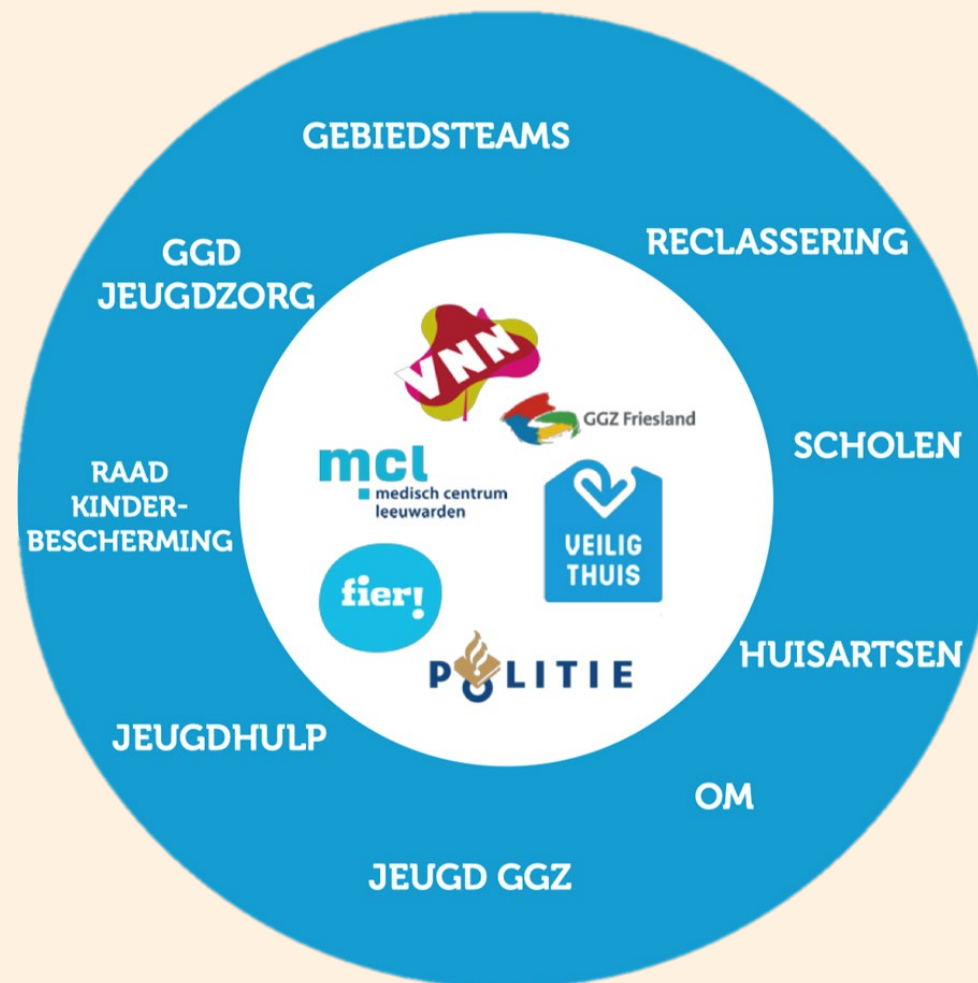 GEBIEDSTEAMS
RECLASSERING
GGD
JEUGDZORG
VNN
GGZ Friesland
SCHOLEN
mcl
medisch centrum
leeuwarden
RAAD
KINDER-
BESCHERMING
VEILIG
THUIS
fier!
HUISARTSEN
POLITIE
JEUGDHULP
OM
JEUGD GGZ